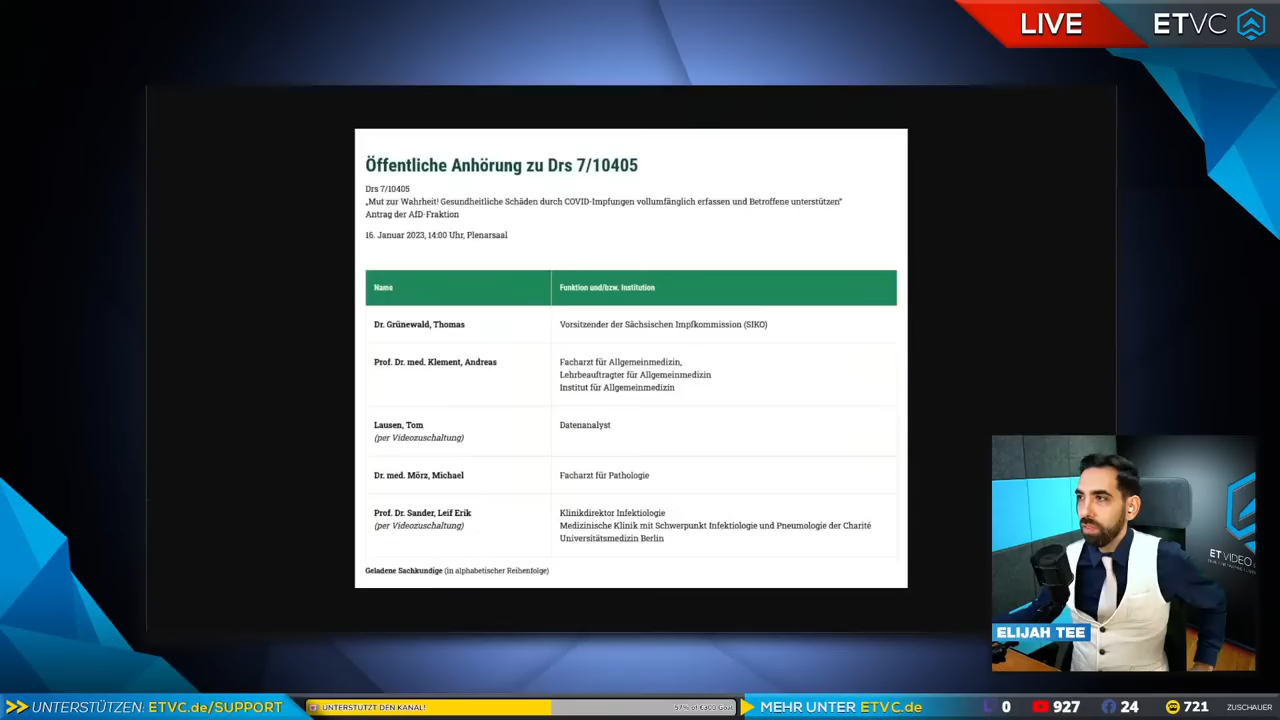 LIVE
ETVC
Öffentliche Anhörung zu Drs 7/10405
Drs 7/10405
„Mut zur Wahrheit! Gesundheitliche Schäden durch COVID-Impfungen vollumfänglich erfassen und Betroffene unterstützen"
Antrag der AfD-Fraktion
16. Januar 2023, 14:00 Uhr, Plenarsaal
Name
Funktion und/bzw. Institution
Dr. Grünewald, Thomas
Vorsitzender der Sächsischen Impfkommission (SIKO)
Prof. Dr. med. Klement, Andreas
Facharzt für Allgemeinmedizin,
Lehrbeauftragter für Allgemeinmedizin
Institut für Allgemeinmedizin
Lausen, Tom
(per Videozuschaltung)
Datenanalyst
Dr. med. Mörz, Michael
Facharzt für Pathologie
Prof. Dr. Sander, Leif Erik
(per Videozuschaltung)
Klinikdirektor Infektiologie
Medizinische Klinik mit Schwerpunkt Infektiologie und Pneumologie der Charité
Universitätsmedizin Berlin
Geladene Sachkundige (in alphabetischer Reihenfolge)
ET VIDEO
ELIJAH TEE
UNTERSTÜTZEN: ETVC.de/SUPPORT
UNTERSTÜTZT DEN KANAL!
57% of €300 Goal
MEHR UNTER ETVC.de
0
927
24
721
ZUSCHAUER